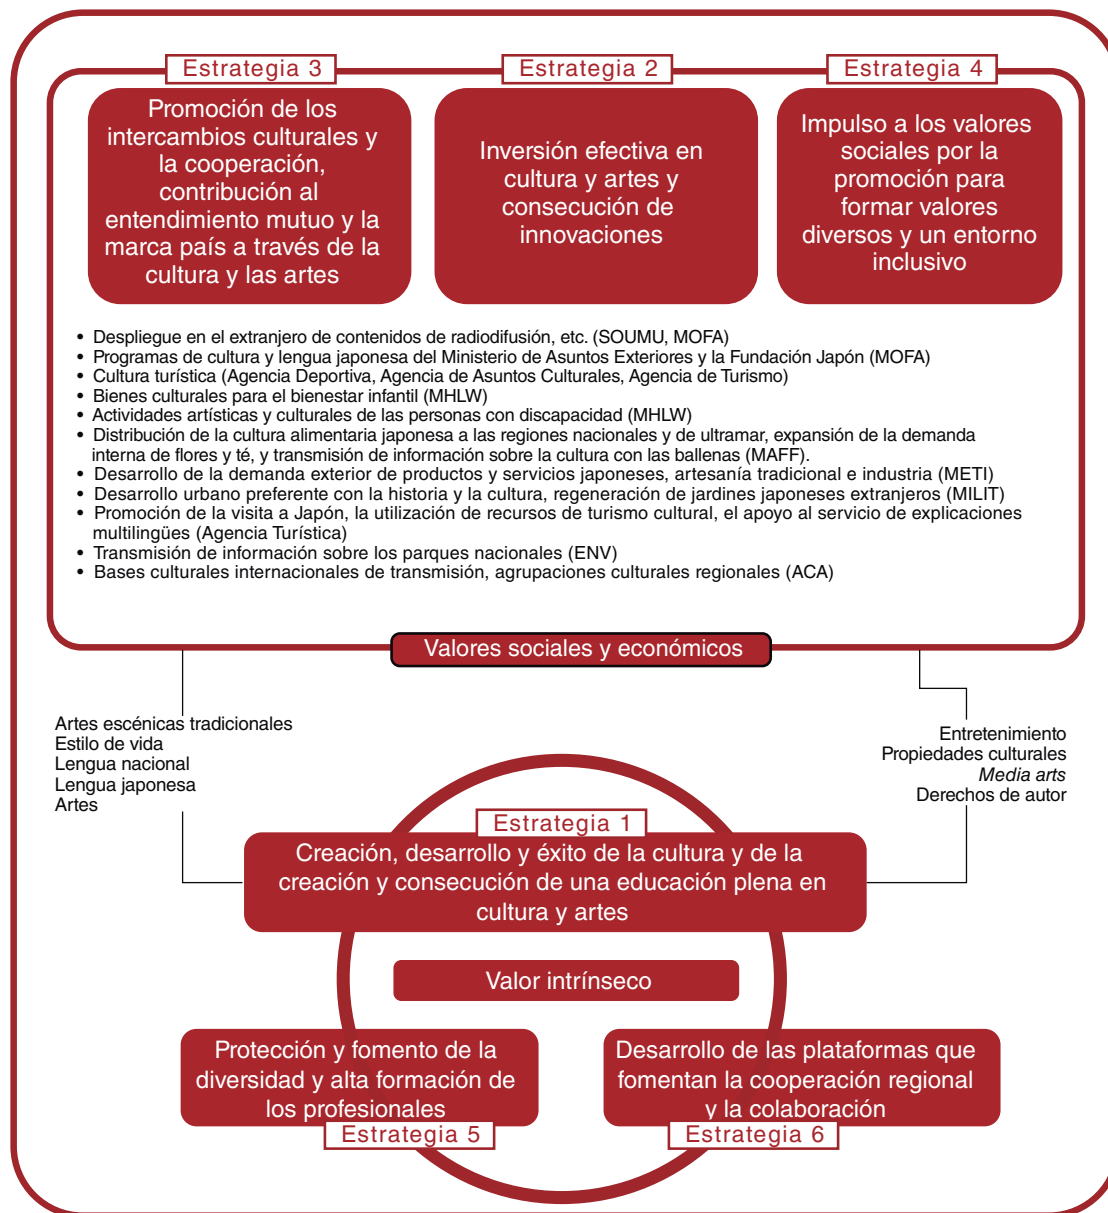 Estrategia 3
Promoción de los
intercambios culturales y
la cooperación,
contribución al
entendimiento mutuo y la
marca país a través de la
cultura y las artes
Estrategia 2
Inversión efectiva en
cultura y artes y
consecución de
innovaciones
Estrategia 4
Impulso a los valores
sociales por la
promoción para
formar valores
diversos y un entorno
inclusivo
• Despliegue en el extranjero de contenidos de radiodifusión, etc. (SOUMU, MOFA)
• Programas de cultura y lengua japonesa del Ministerio de Asuntos Exteriores y la Fundación Japón (MOFA)
• Cultura turística (Agencia Deportiva, Agencia de Asuntos Culturales, Agencia de Turismo)
• Bienes culturales para el bienestar infantil (MHLW)
• Actividades artísticas y culturales de las personas con discapacidad (MHLW)
• Distribución de la cultura alimentaria japonesa a las regiones nacionales y de ultramar, expansión de la demanda
interna de flores y té, y transmisión de información sobre la cultura con las ballenas (MAFF).
• Desarrollo de la demanda exterior de productos y servicios japoneses, artesanía tradicional e industria (METI)
• Desarrollo urbano preferente con la historia y la cultura, regeneración de jardines japoneses extranjeros (MILIT)
• Promoción de la visita a Japón, la utilización de recursos de turismo cultural, el apoyo al servicio de explicaciones
multilingües (Agencia Turística)
• Transmisión de información sobre los parques nacionales (ENV)
• Bases culturales internacionales de transmisión, agrupaciones culturales regionales (ACA)
Valores sociales y económicos
Artes escénicas tradicionales
Estilo de vida
Lengua nacional
Lengua japonesa
Artes
Entretenimiento
Propiedades culturales
Media arts
Derechos de autor
Estrategia 1
Creación, desarrollo y éxito de la cultura y de la
creación y consecución de una educación plena en
cultura y artes
Valor intrínseco
Protección y fomento de la
diversidad y alta formación de
los profesionales
Estrategia 5
Desarrollo de las plataformas que
fomentan la cooperación regional
y la colaboración
Estrategia 6